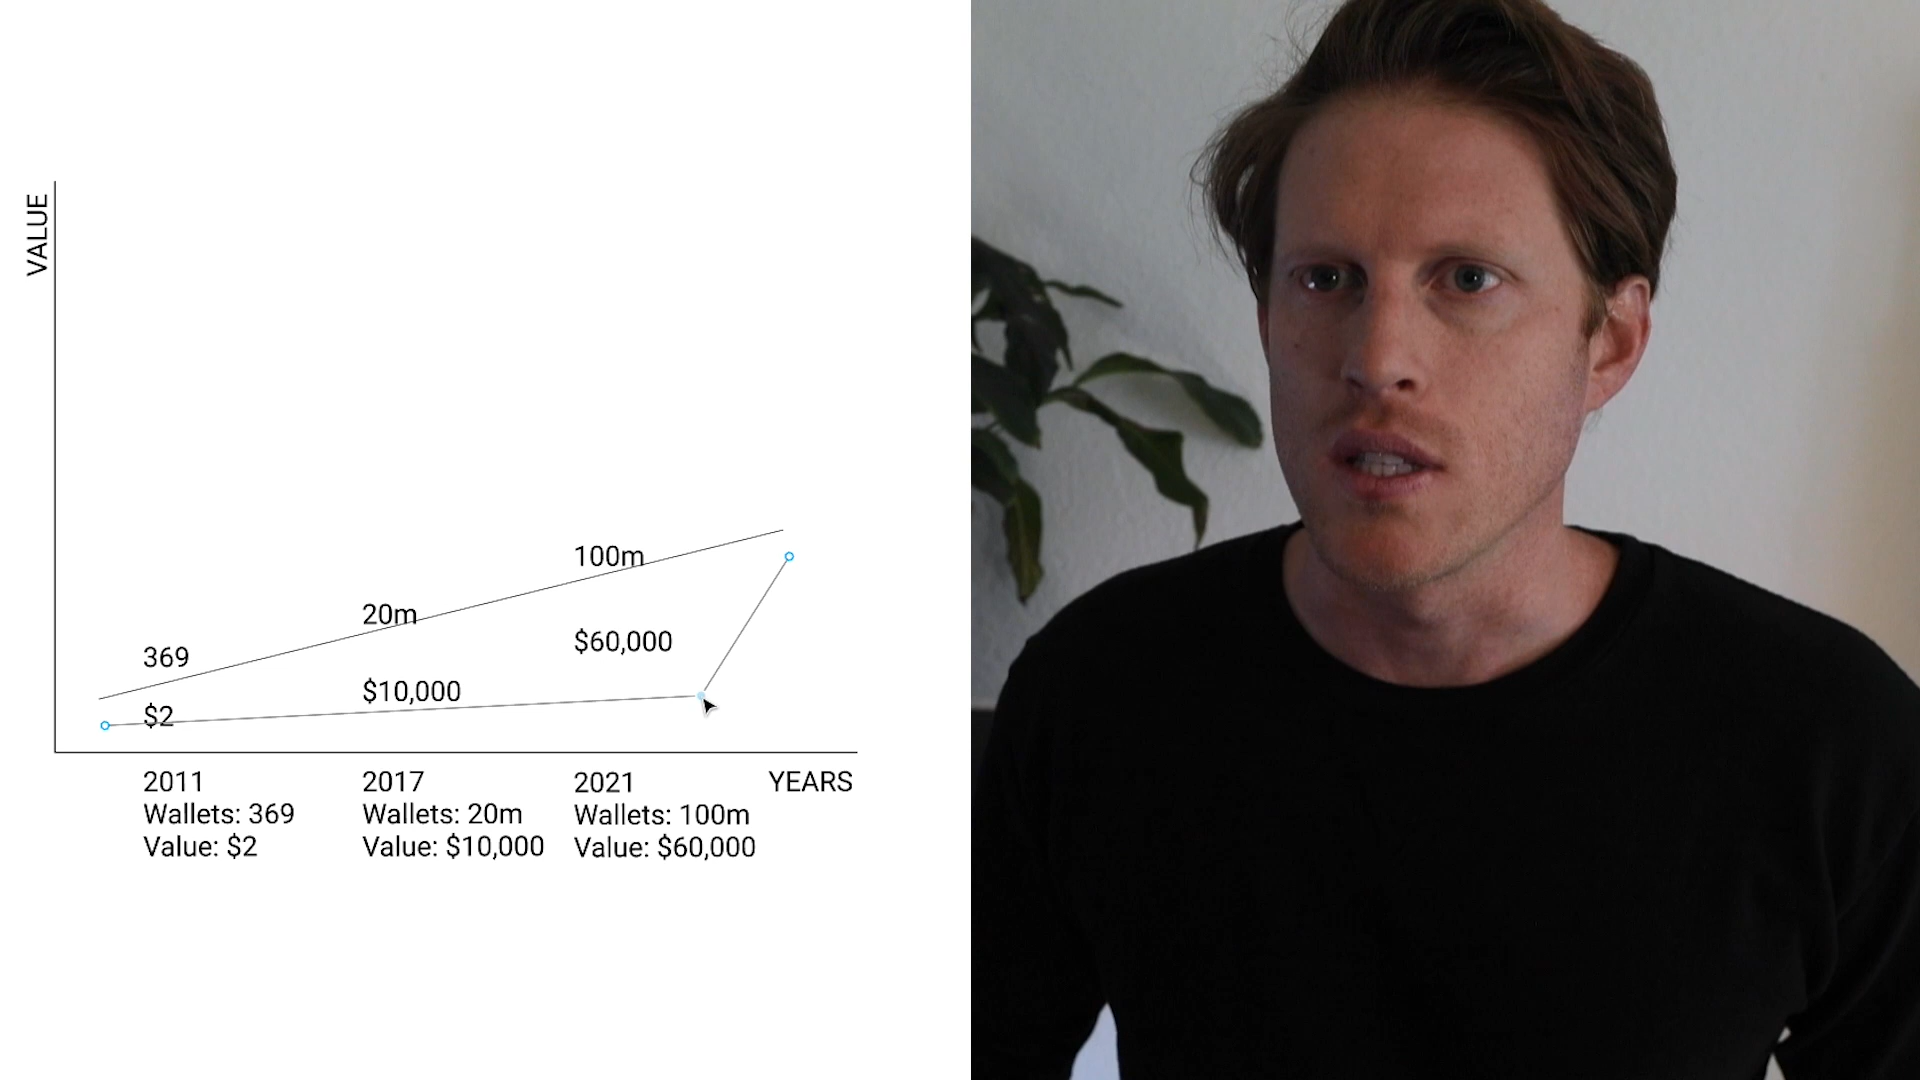 VALUE
100m
20m
$60,000
369
$10,000
$2
2011
Wallets: 369
Value: $2
2017
Wallets: 20m
Value: $10,000
2021
Wallets: 100m
Value: $60,000
YEARS